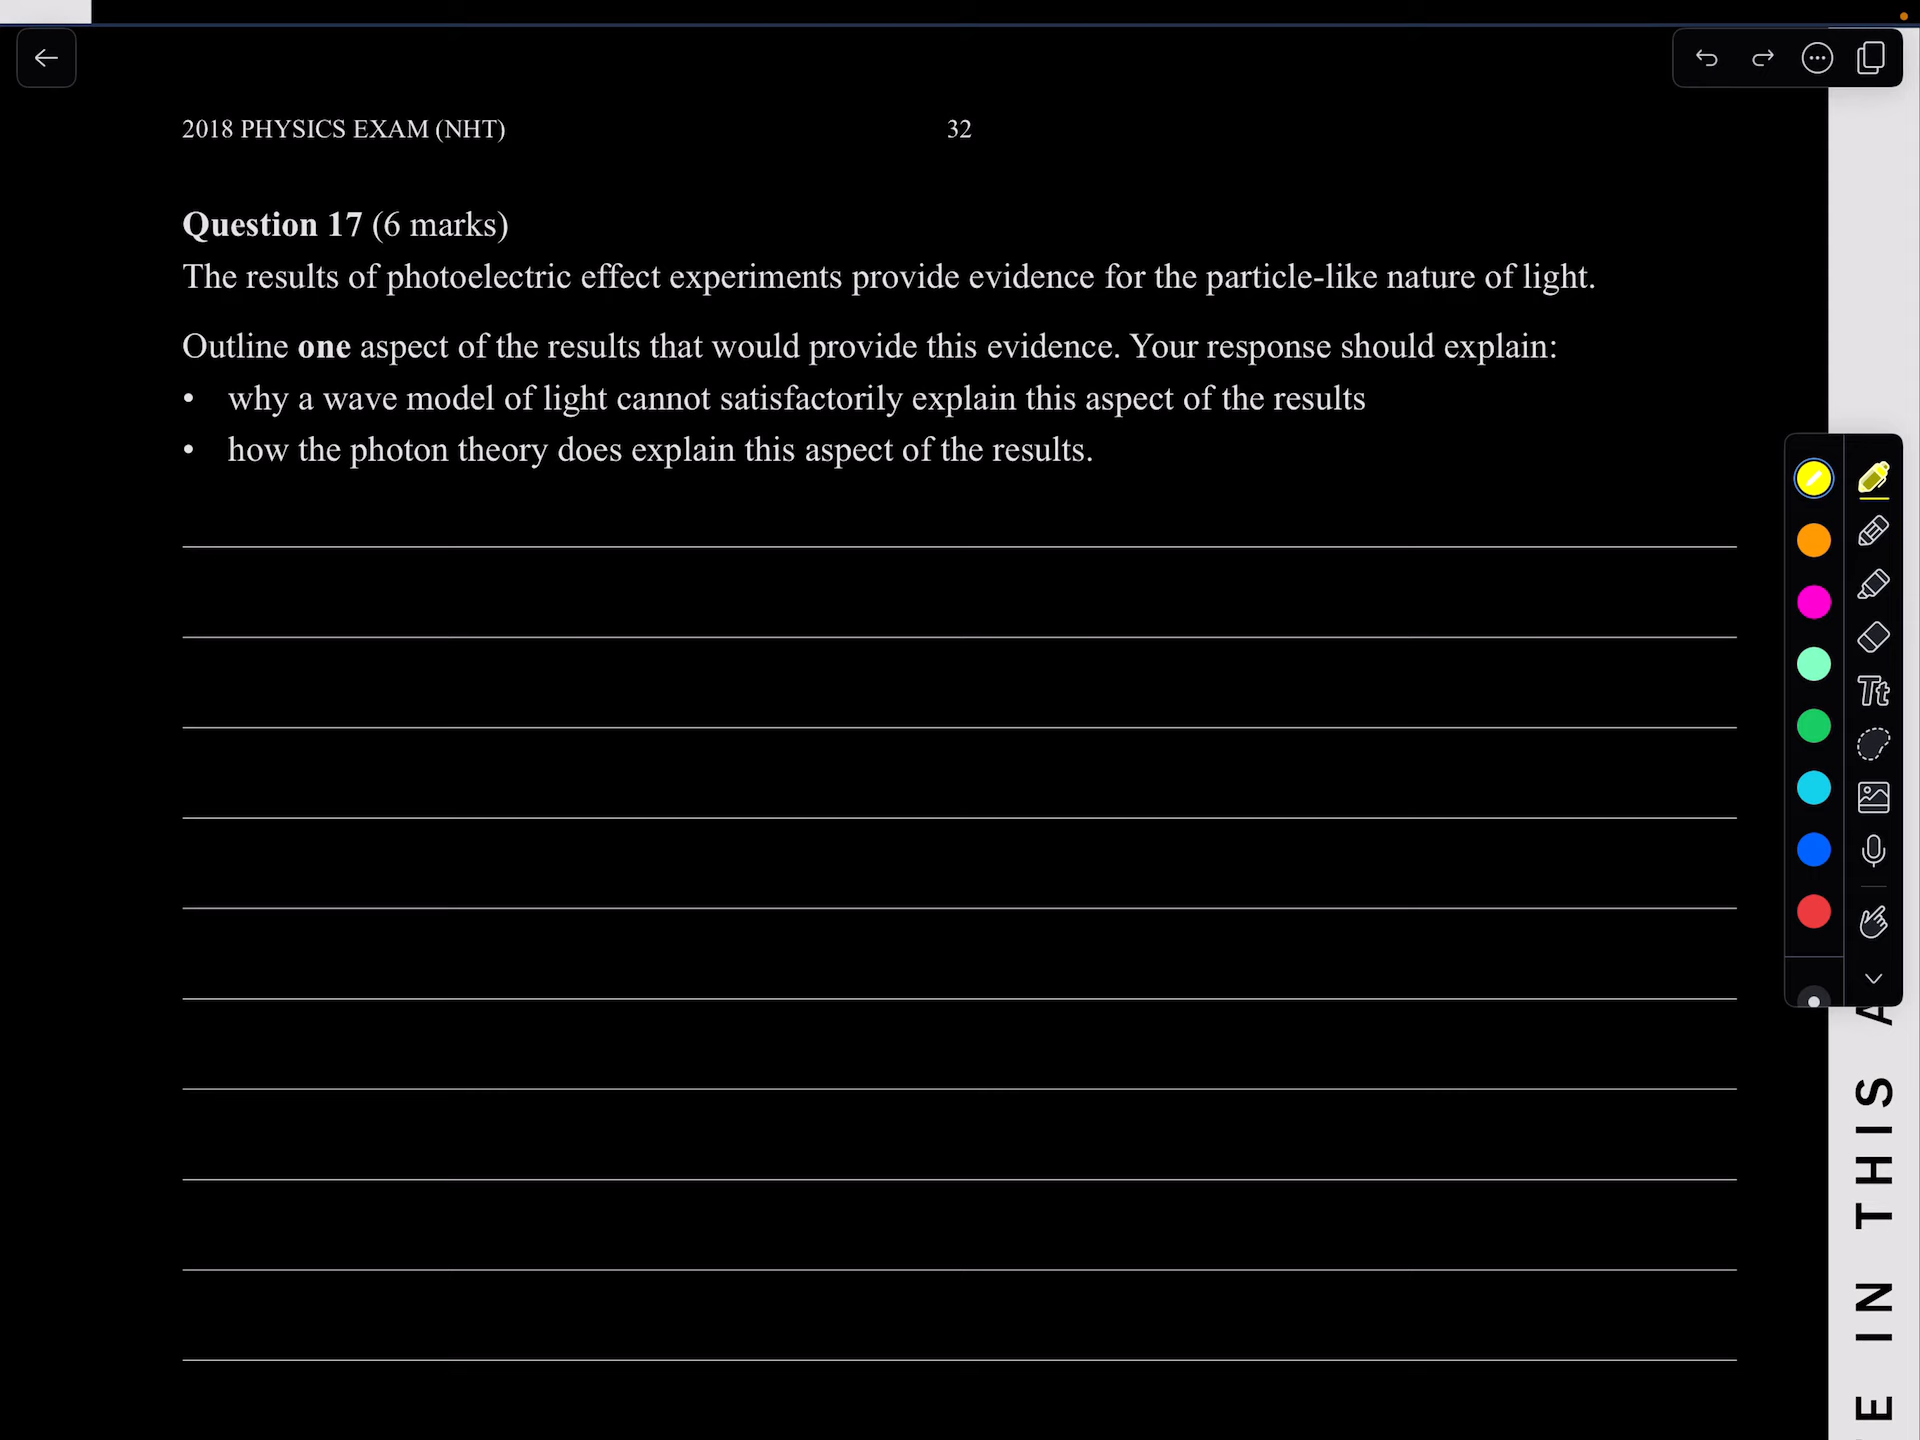 2018 PHYSICS EXAM (NHT)
32
Question 17 (6 marks)
The results of photoelectric effect experiments provide evidence for the particle-like nature of light.
Outline one aspect of the results that would provide this evidence. Your response should explain:
• why a wave model of light cannot satisfactorily explain this aspect of the results
• how the photon theory does explain this aspect of the results.
Tt
E IN THIS A